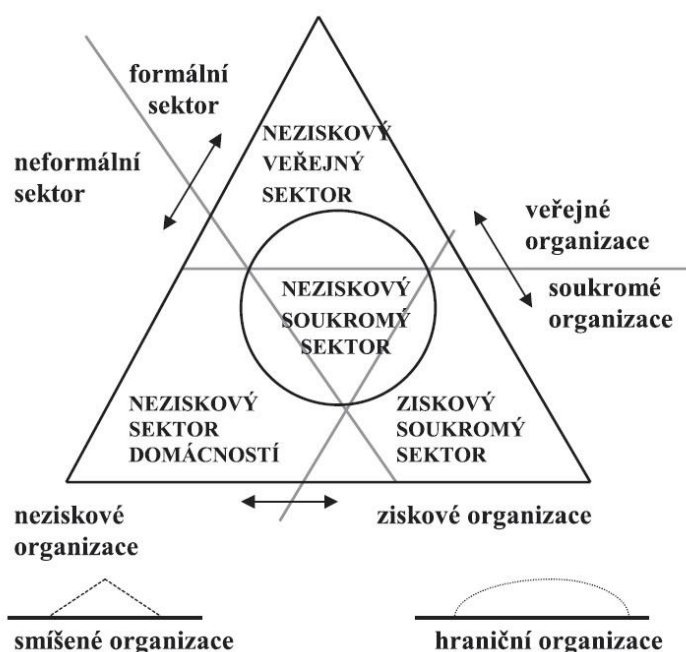 formální
sektor
neformální
sektor
NEZISKOVÝ
VEŘEJNÝ
SEKTOR
veřejné
organizace
soukromé
organizace
NEZISKOVÝ
SOUKROMÝ
SEKTOR
NEZISKOVÝ
SEKTOR
DOMÁCNOSTÍ
ZISKOVÝ
SOUKROMÝ
SEKTOR
neziskové
organizace
ziskové organizace
smíšené organizace
hraniční organizace